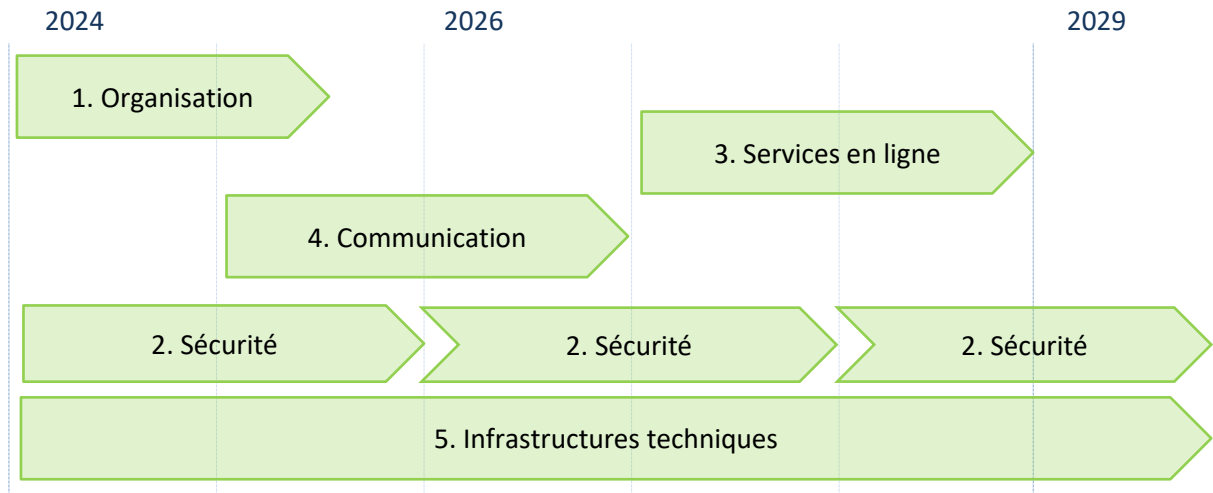 2024
2026
2029
1. Organisation
3. Services en ligne
4. Communication
2. Sécurité
2. Sécurité
2. Sécurité
5. Infrastructures techniques